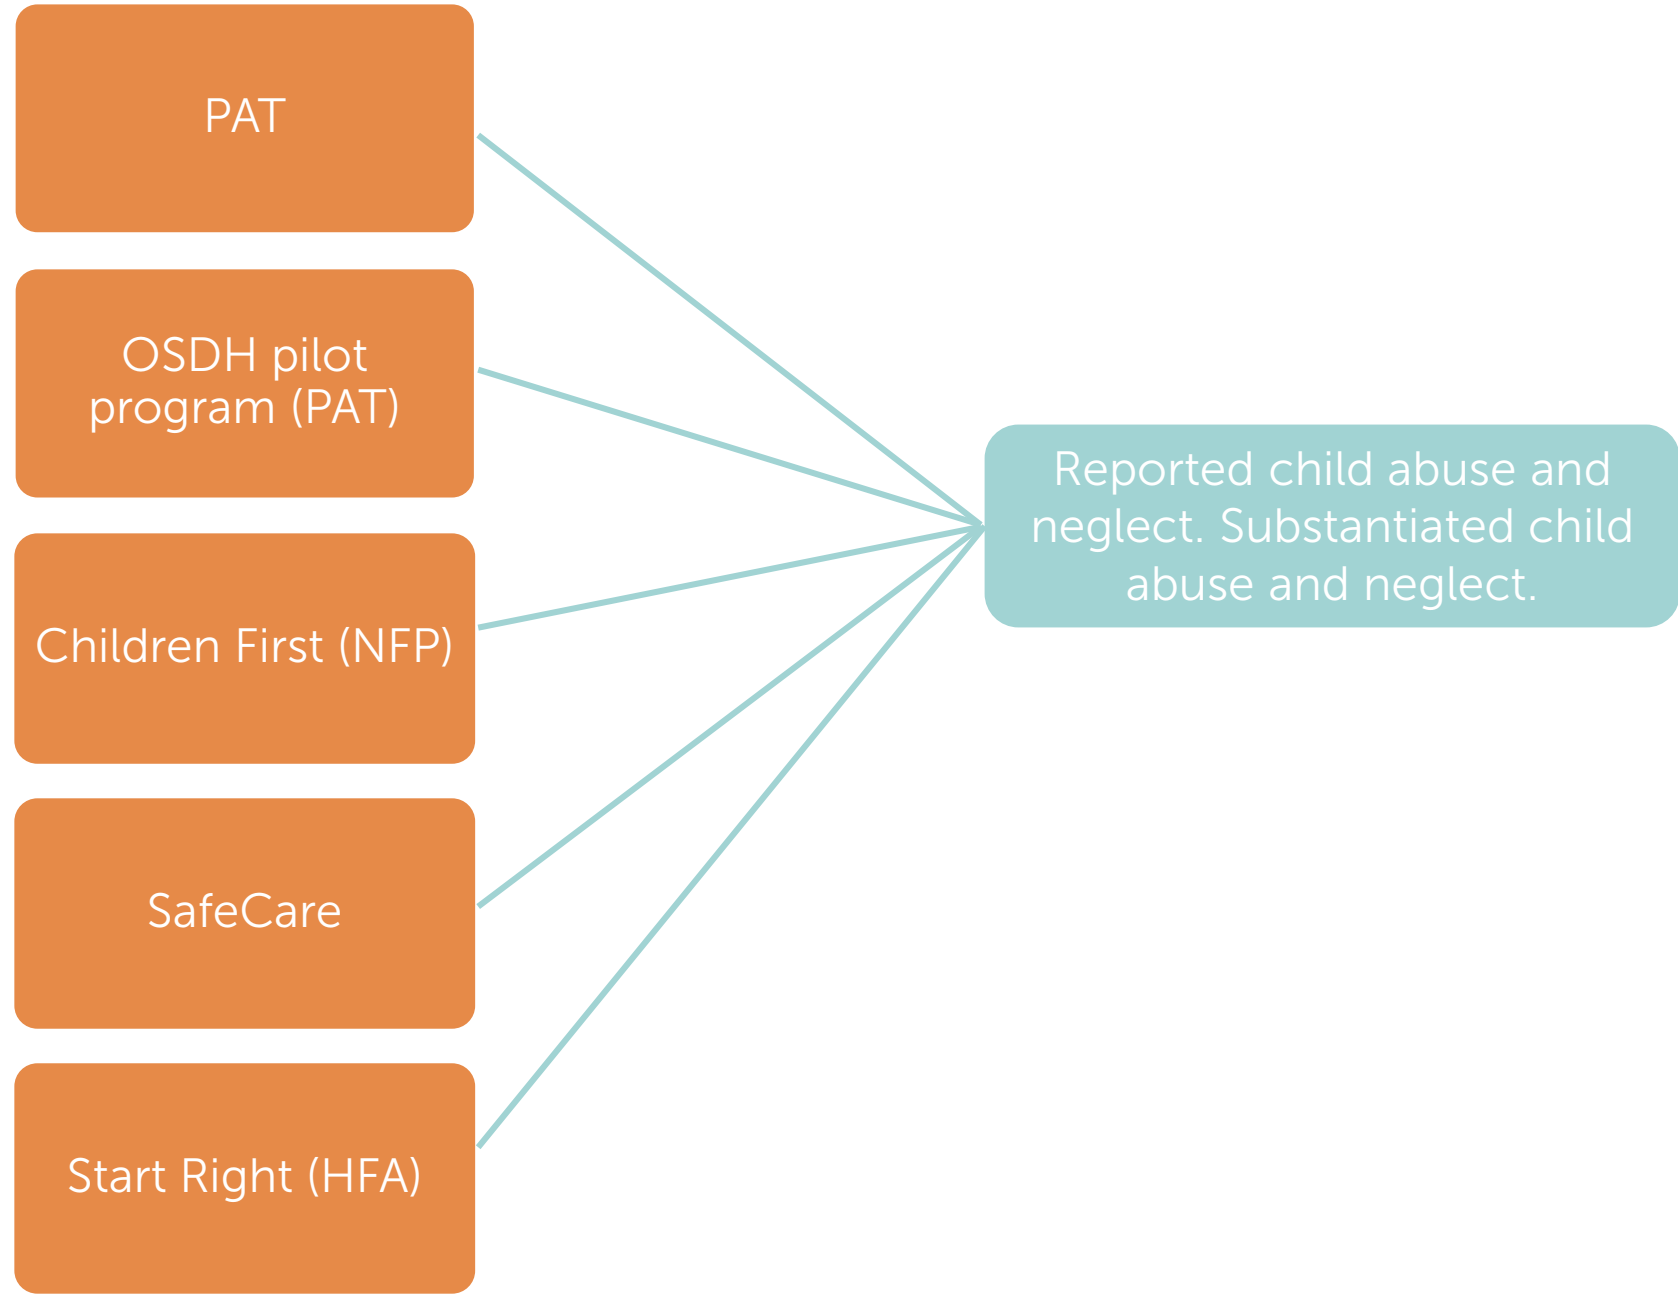 PAT
OSDH pilot
program (PAT)
Children First (NFP)
SafeCare
Start Right (HFA)
Reported child abuse and
neglect. Substantiated child
abuse and neglect.